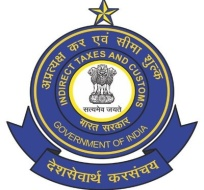 अप्रत्यक्ष कर एवं सीमा शुल्क
INDIRECT TAXES AND CUSTOMS
सत्यमेव जयते
भारत सरकार
GOVERNMENT OF INDIA
देशसेवार्थ करसंचय